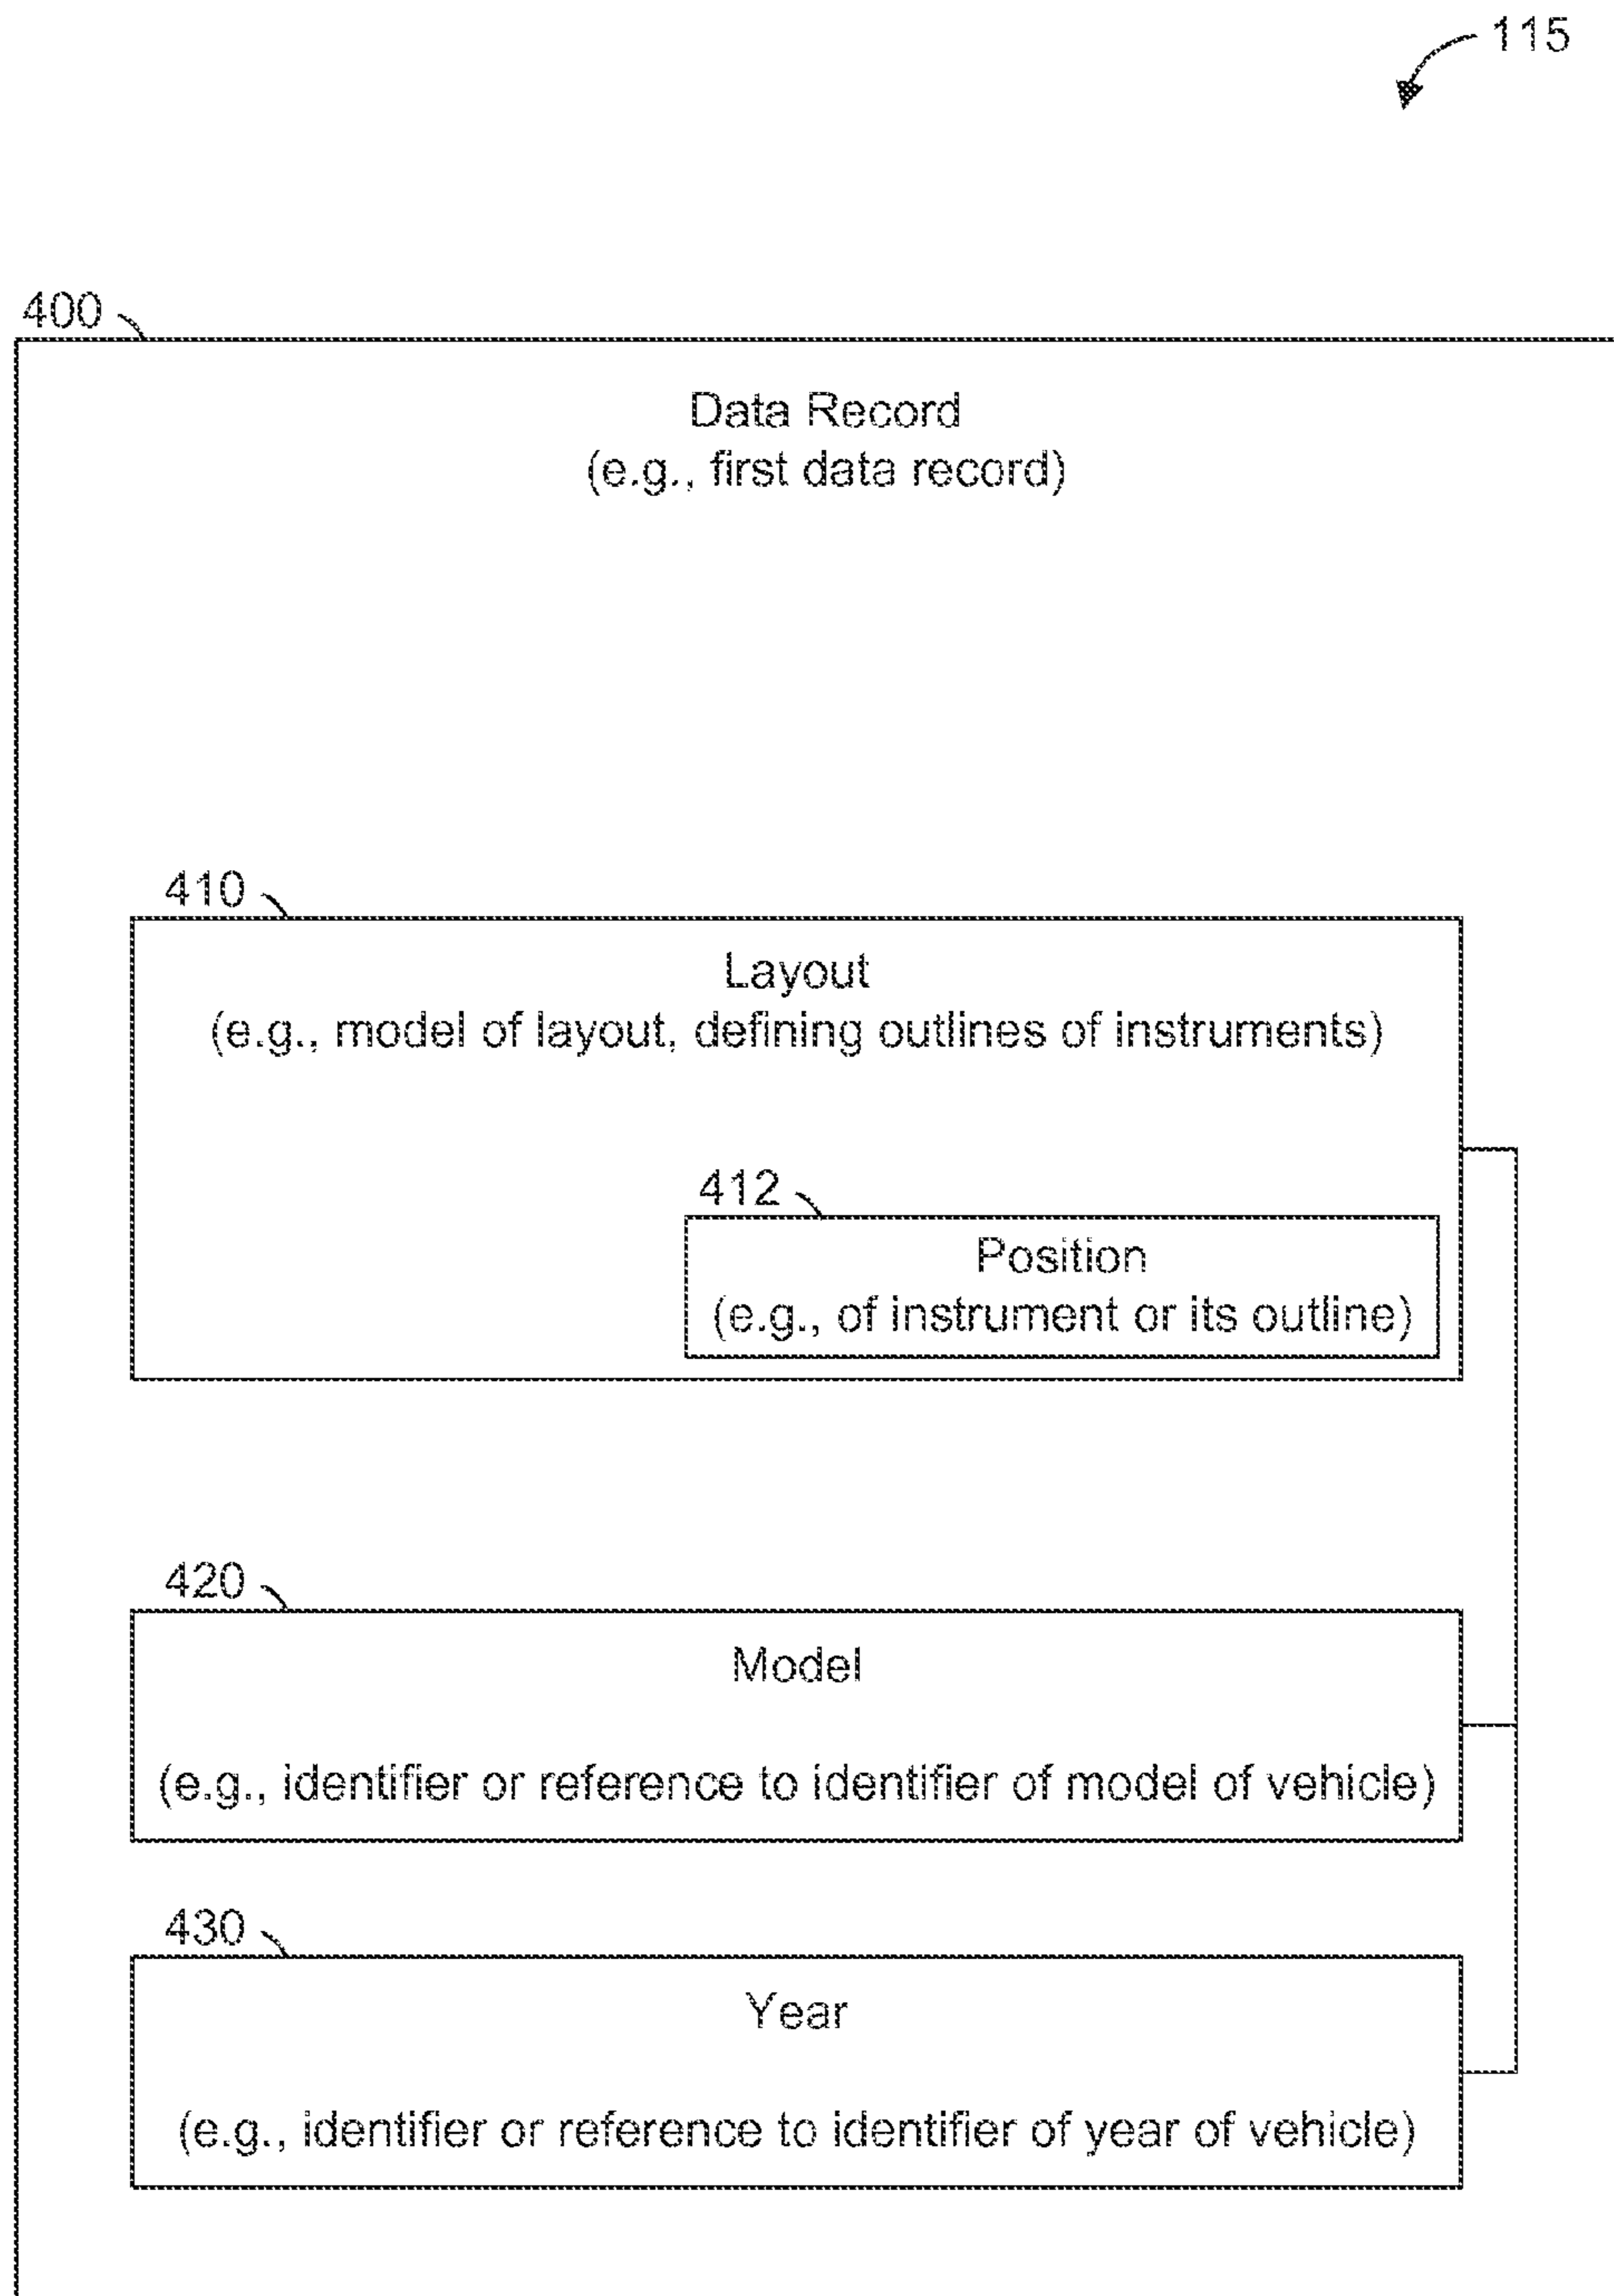 115
400
Data Record
(e.g., first data record)
410
Layout
(e.g., model of layout, defining outlines of instruments)
412
Position
(e.g., of instrument or its outline)
420
Model
(e.g., identifier or reference to identifier of model of vehicle)
430
Year
(e.g., identifier or reference to identifier of year of vehicle)